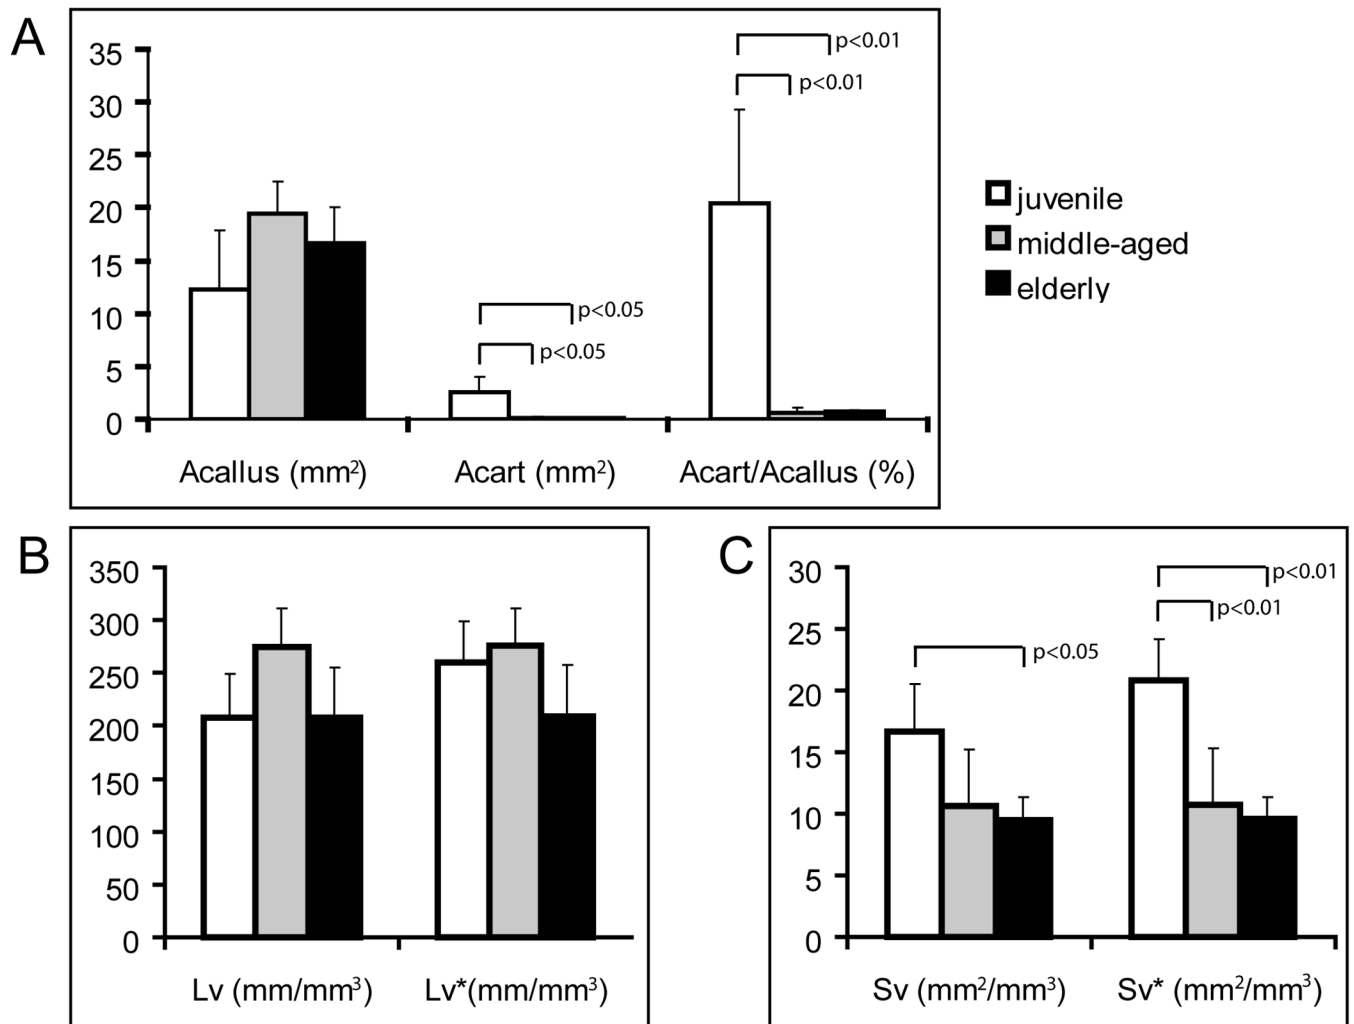 A
35
30
25
20
15
10
5
0
p<0.01
p<0.01
p<0.05
p<0.05
Acallus (mm²)
Acart (mm²)
Acart/Acallus (%)
juvenile
middle-aged
elderly
B
350
300
250
200
150
100
50
0
Lv (mm/mm³)
Lv*(mm/mm³)
C
30
25
20
15
10
5
0
p<0.01
p<0.01
p<0.05
Sv (mm²/mm³)
Sv* (mm²/mm³)